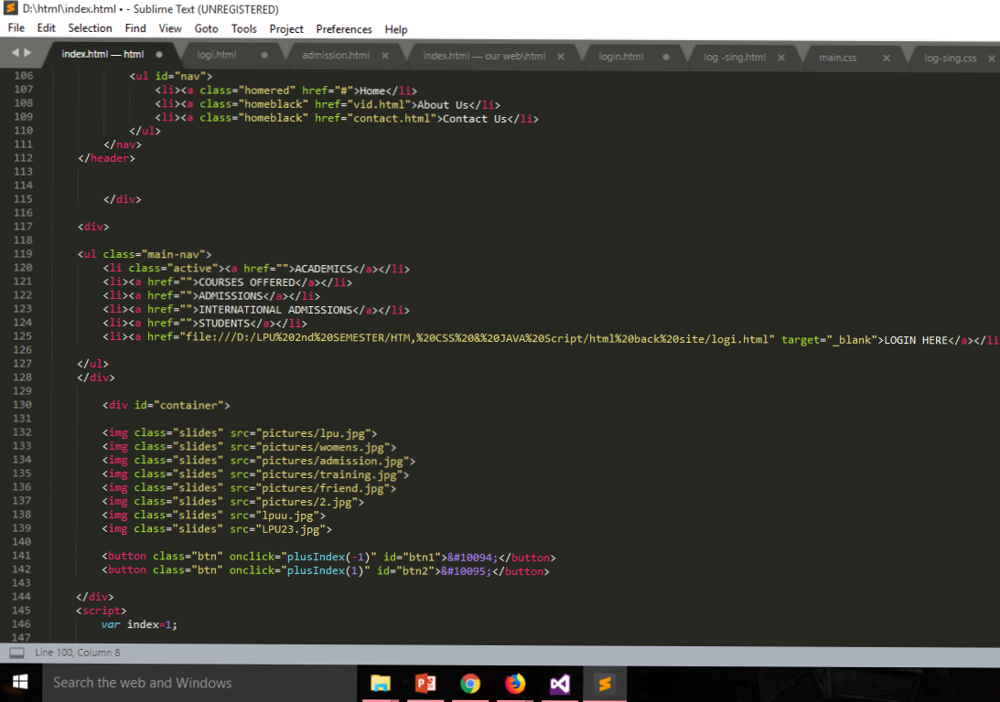 D:\html\index.html • - Sublime Text (UNREGISTERED)
File Edit Selection Find View Goto Tools Project Preferences Help
index.html — html logi.html admission.html index.html — our web\html login.html log -sing.html main.css log-sing.css
106 <ul id="nav">
107 <li><a class="homered" href="#">Home</li>
108 <li><a class="homeblack" href="vid.html">About Us</li>
109 <li><a class="homeblack" href="contact.html">Contact Us</li>
110 </ul>
111 </nav>
112 </header>
113
114
115 </div>
116
117 <div>
118
119 <ul class="main-nav">
120 <li class="active"><a href="">ACADEMICS</a></li>
121 <li><a href="">COURSES OFFERED</a></li>
122 <li><a href="">ADMISSIONS</a></li>
123 <li><a href="">INTERNATIONAL ADMISSIONS</a></li>
124 <li><a href="">STUDENTS</a></li>
125 <li><a href="file:///D:/LPU%202nd%20SEMESTER/HTM,%20CSS%20&%20JAVA%20Script/html%20back%20site/logi.html" target="_blank">LOGIN HERE</a></li
126
127 </ul>
128 </div>
129
130 <div id="container">
131
132 <img class="slides" src="pictures/lpu.jpg">
133 <img class="slides" src="pictures/womens.jpg">
134 <img class="slides" src="pictures/admission.jpg">
135 <img class="slides" src="pictures/training.jpg">
136 <img class="slides" src="pictures/friend.jpg">
137 <img class="slides" src="pictures/2.jpg">
138 <img class="slides" src="lpuu.jpg">
139 <img class="slides" src="LPU23.jpg">
140
141 <button class="btn" onclick="plusIndex(-1)" id="btn1">&#10094;</button>
142 <button class="btn" onclick="plusIndex(1)" id="btn2">&#10095;</button>
143
144 </div>
145 <script>
146 var index=1;
147
Line 100, Column 8
Search the web and Windows